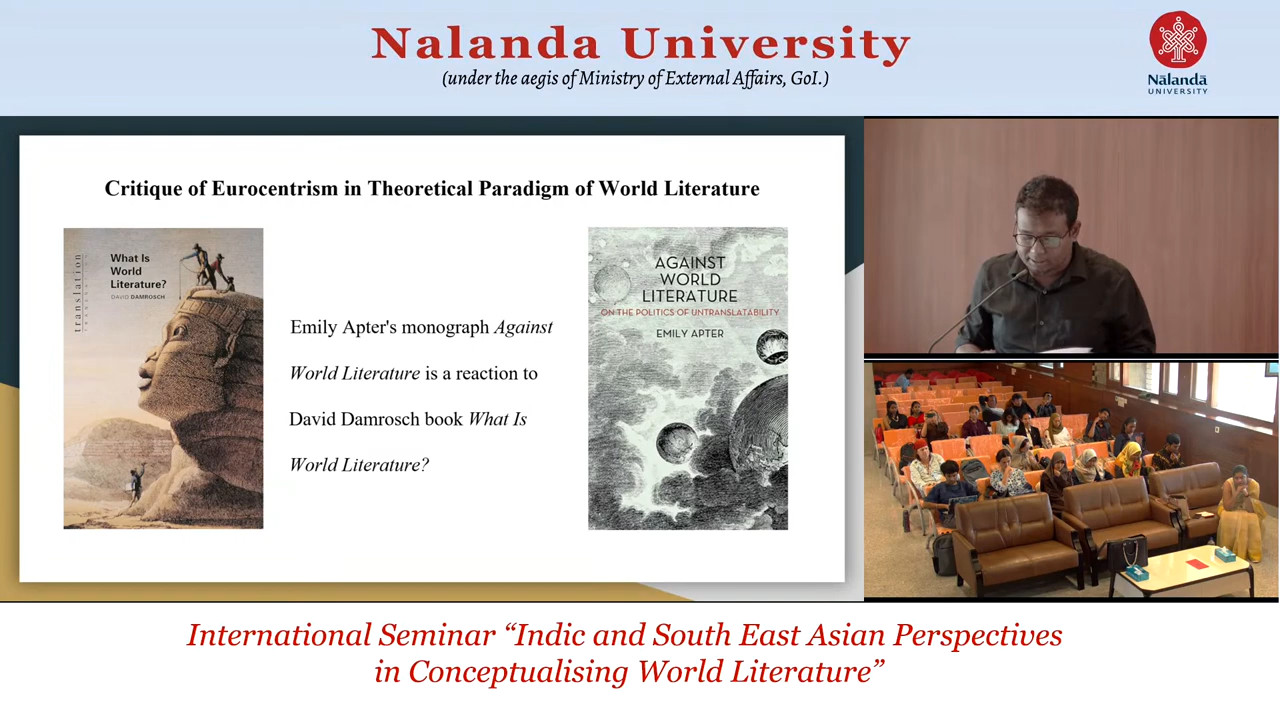 Nalanda University
(under the aegis of Ministry of External Affairs, GoI.)
Nālandā
UNIVERSITY
Critique of Eurocentrism in Theoretical Paradigm of World Literature
translation
What Is
World
Literature?
DAVID DAMROSCH
Emily Apter's monograph Against
World Literature is a reaction to
David Damrosch book What Is
World Literature?
AGAINST
WORLD
LITERATURE
ON THE POLITICS OF UNTRANSLATABILITY
EMILY APTER
International Seminar “Indic and South East Asian Perspectives
in Conceptualising World Literature”